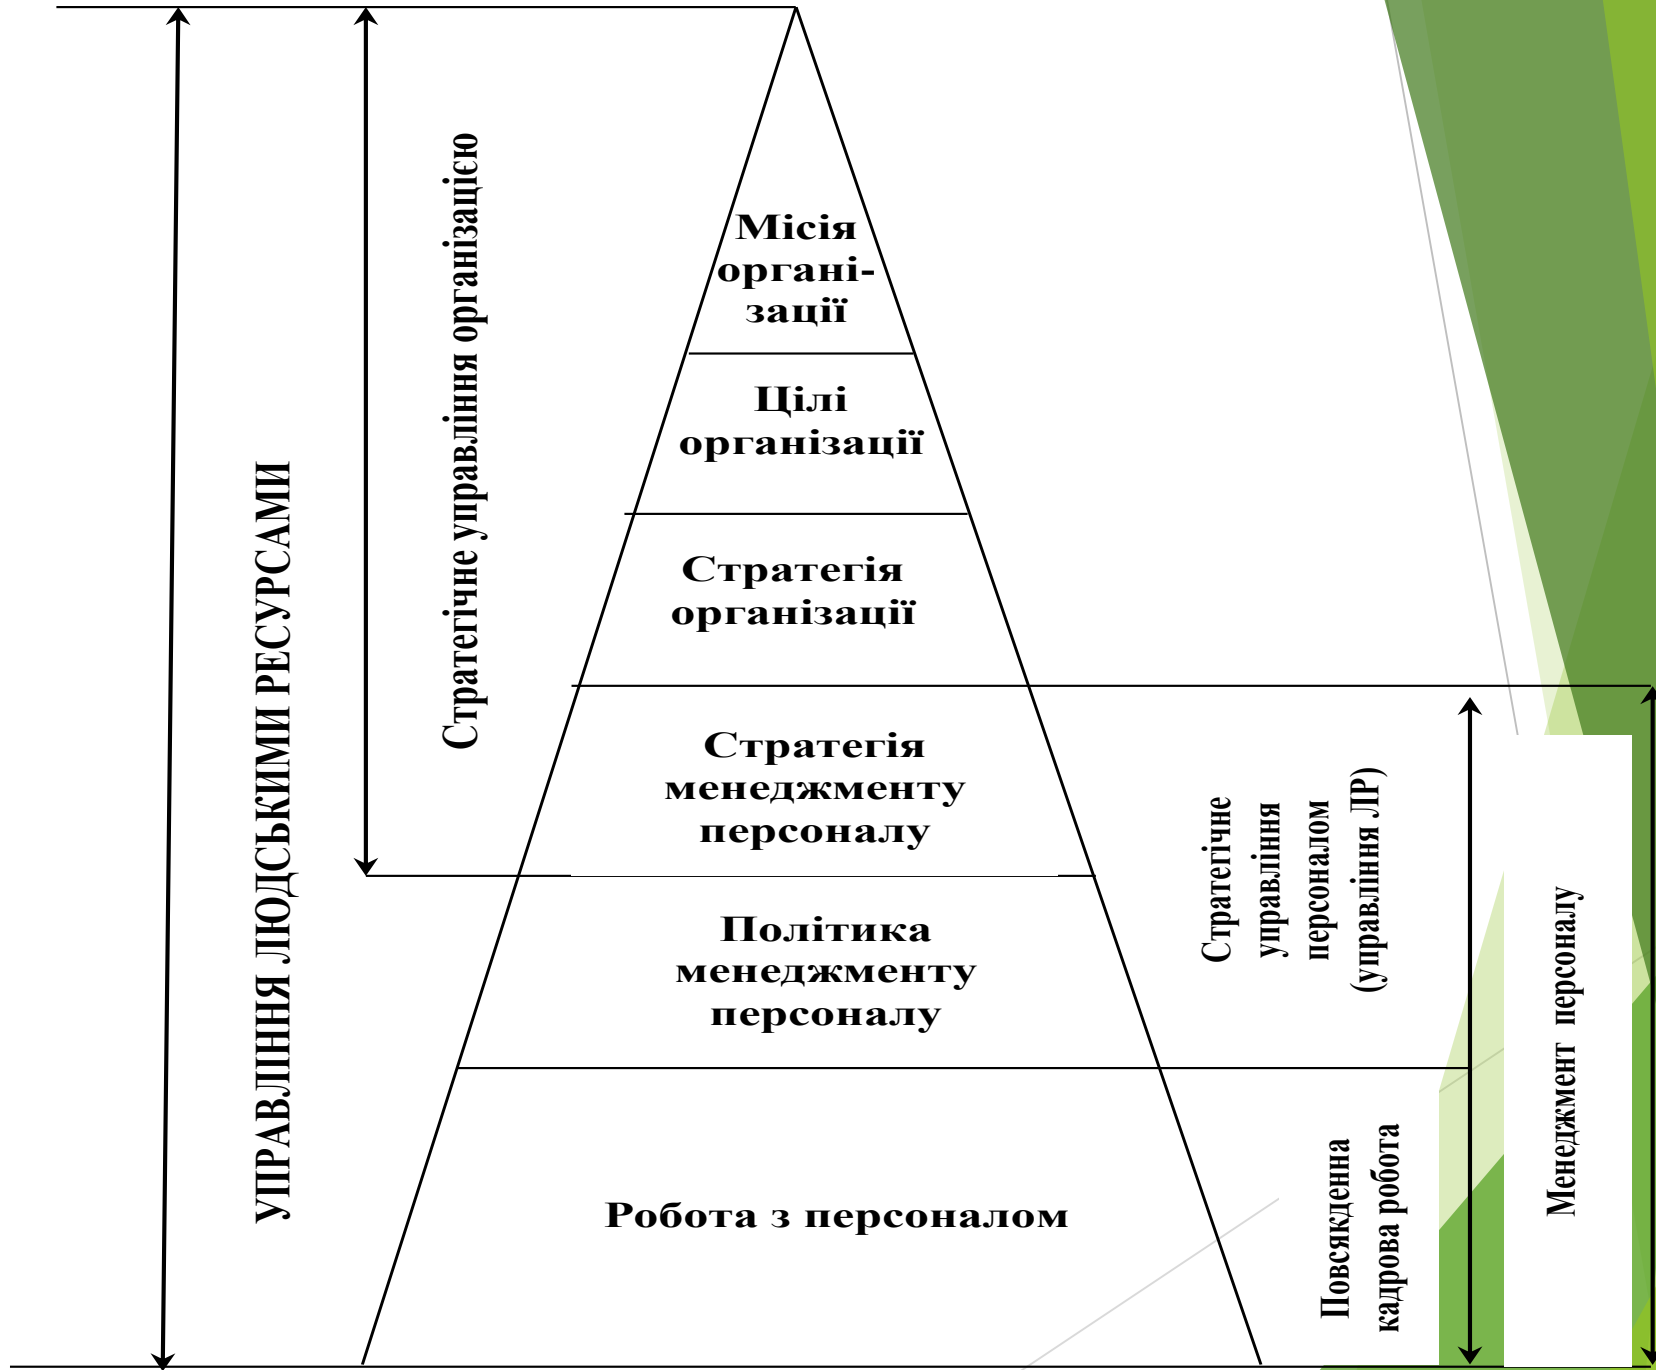 УПРАВЛІННЯ ЛЮДСЬКИМИ РЕСУРСАМИ
Стратегічне управління організацією
Місія
органі-
зації
Цілі
організації
Стратегія
організації
Стратегія
менеджменту
персоналу
Політика
менеджменту
персоналу
Робота з персоналом
Стратегічне
управління
персоналом
(управління ЛР)
Повсякденна
кадрова робота
Менеджмент персоналу